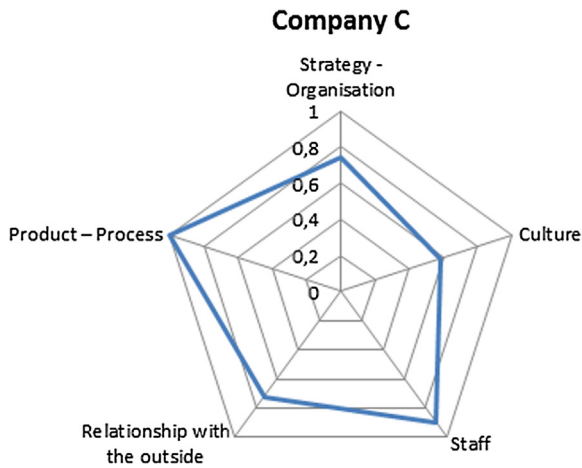 Company C
Strategy -
Organisation
1
0,8
0,6
0,4
0,2
0
Product – Process
Culture
Relationship with
the outside
Staff